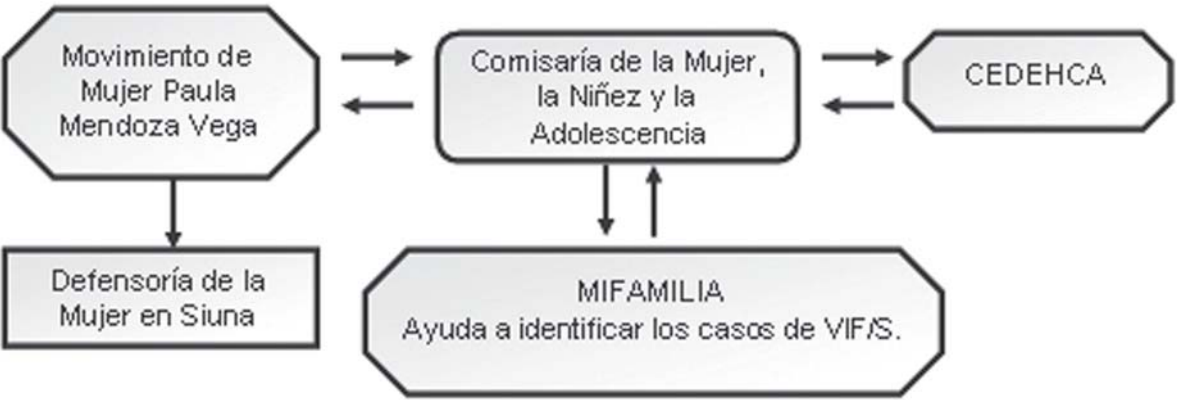 Movimiento de
Mujer Paula
Mendoza Vega
Comisaría de la Mujer,
la Niñez y la
Adolescencia
CEDEHCA
Defensoría de la
Mujer en Siuna
MIFAMILIA
Ayuda a identificar los casos de VIF/S.